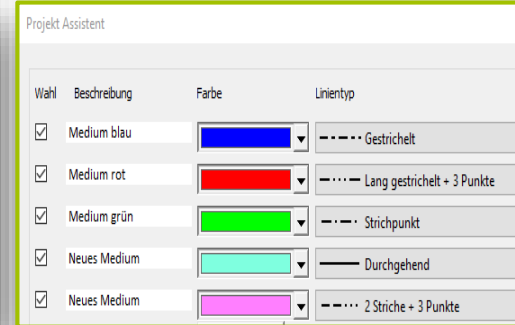 Projekt Assistent
Wahl Beschreibung Farbe Linientyp
Medium blau Gestrichelt
Medium rot Lang gestrichelt + 3 Punkte
Medium grün Strichpunkt
Neues Medium Durchgehend
Neues Medium 2 Striche + 3 Punkte